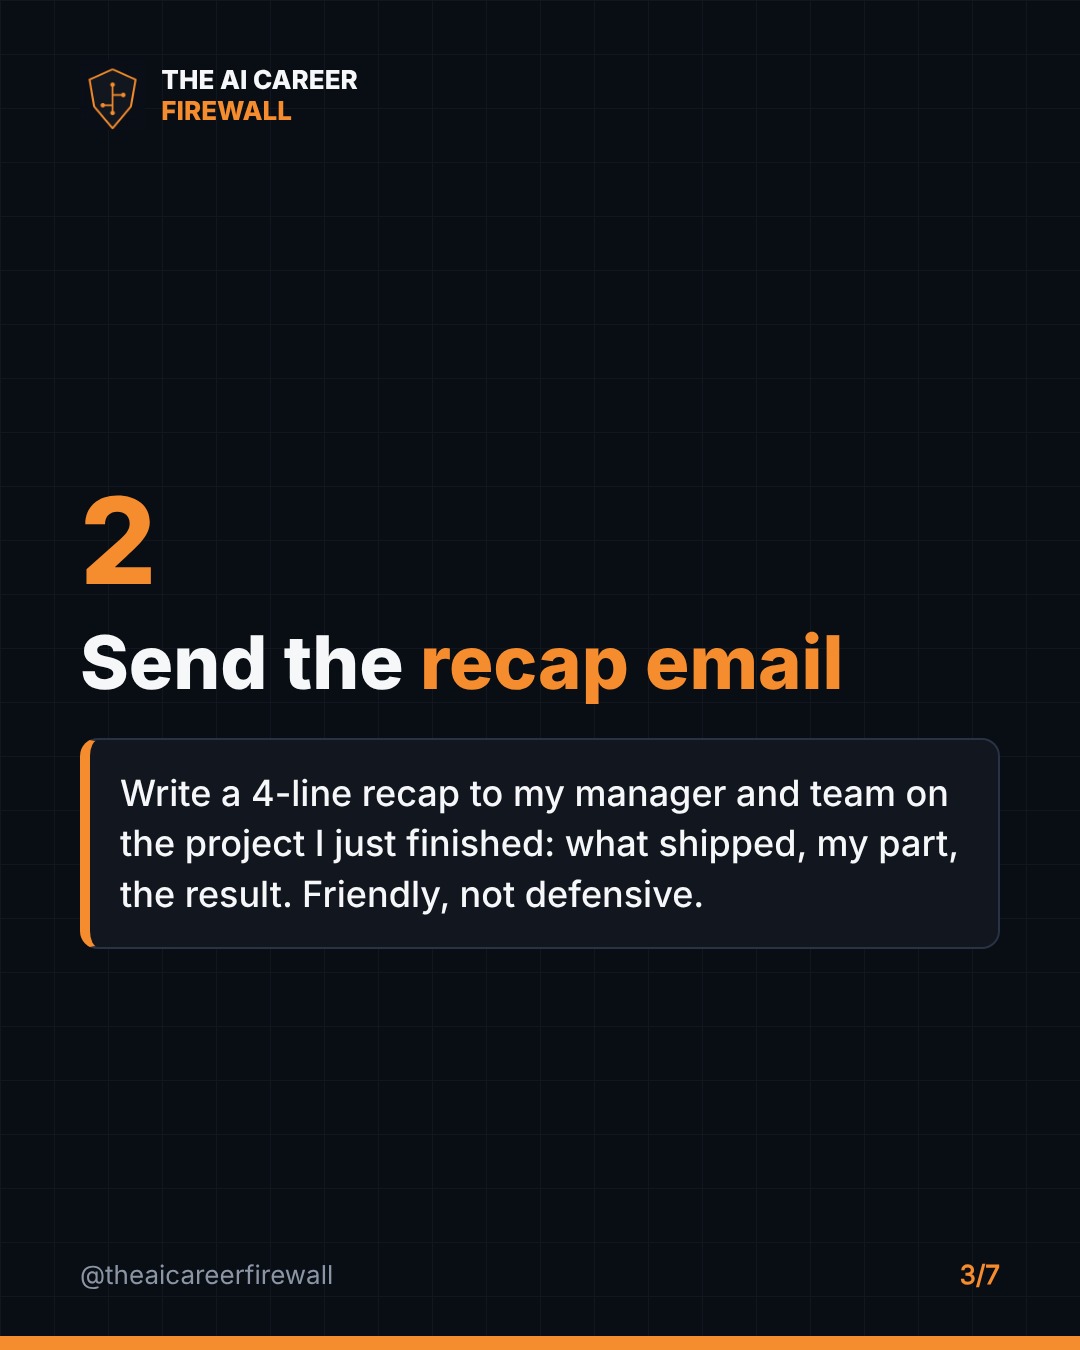 THE AI CAREER
FIREWALL
2
Send the recap email
Write a 4-line recap to my manager and team on
the project I just finished: what shipped, my part,
the result. Friendly, not defensive.
@theaicareerfirewall
3/7